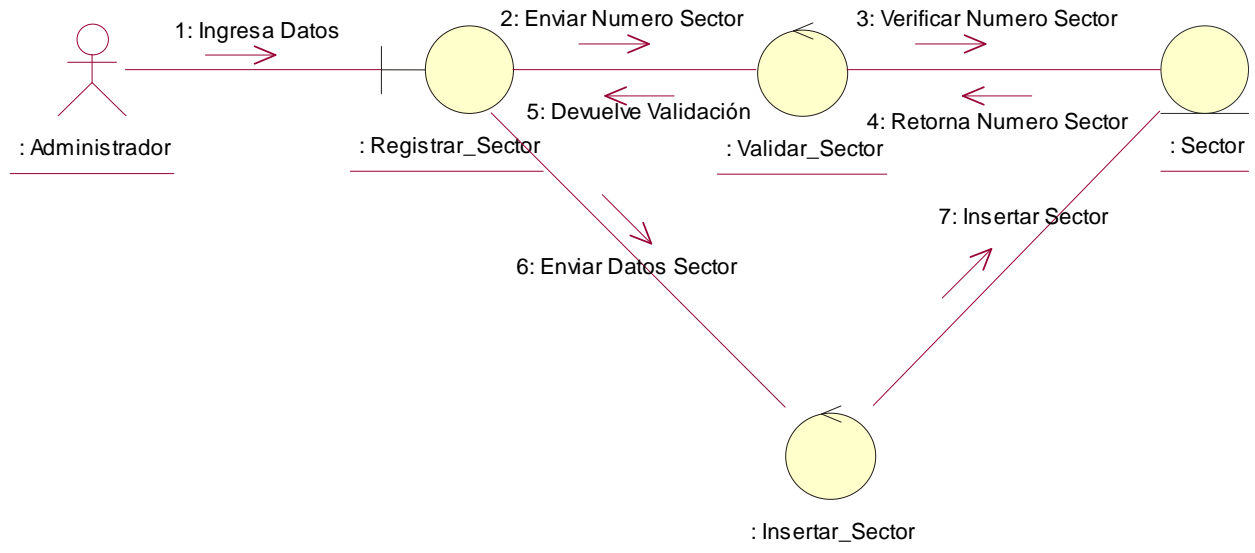 1: Ingresa Datos
2: Enviar Numero Sector
3: Verificar Numero Sector
5: Devuelve Validación
4: Retorna Numero Sector
: Administrador
: Registrar_Sector
: Validar_Sector
: Sector
7: Insertar Sector
6: Enviar Datos Sector
: Insertar_Sector